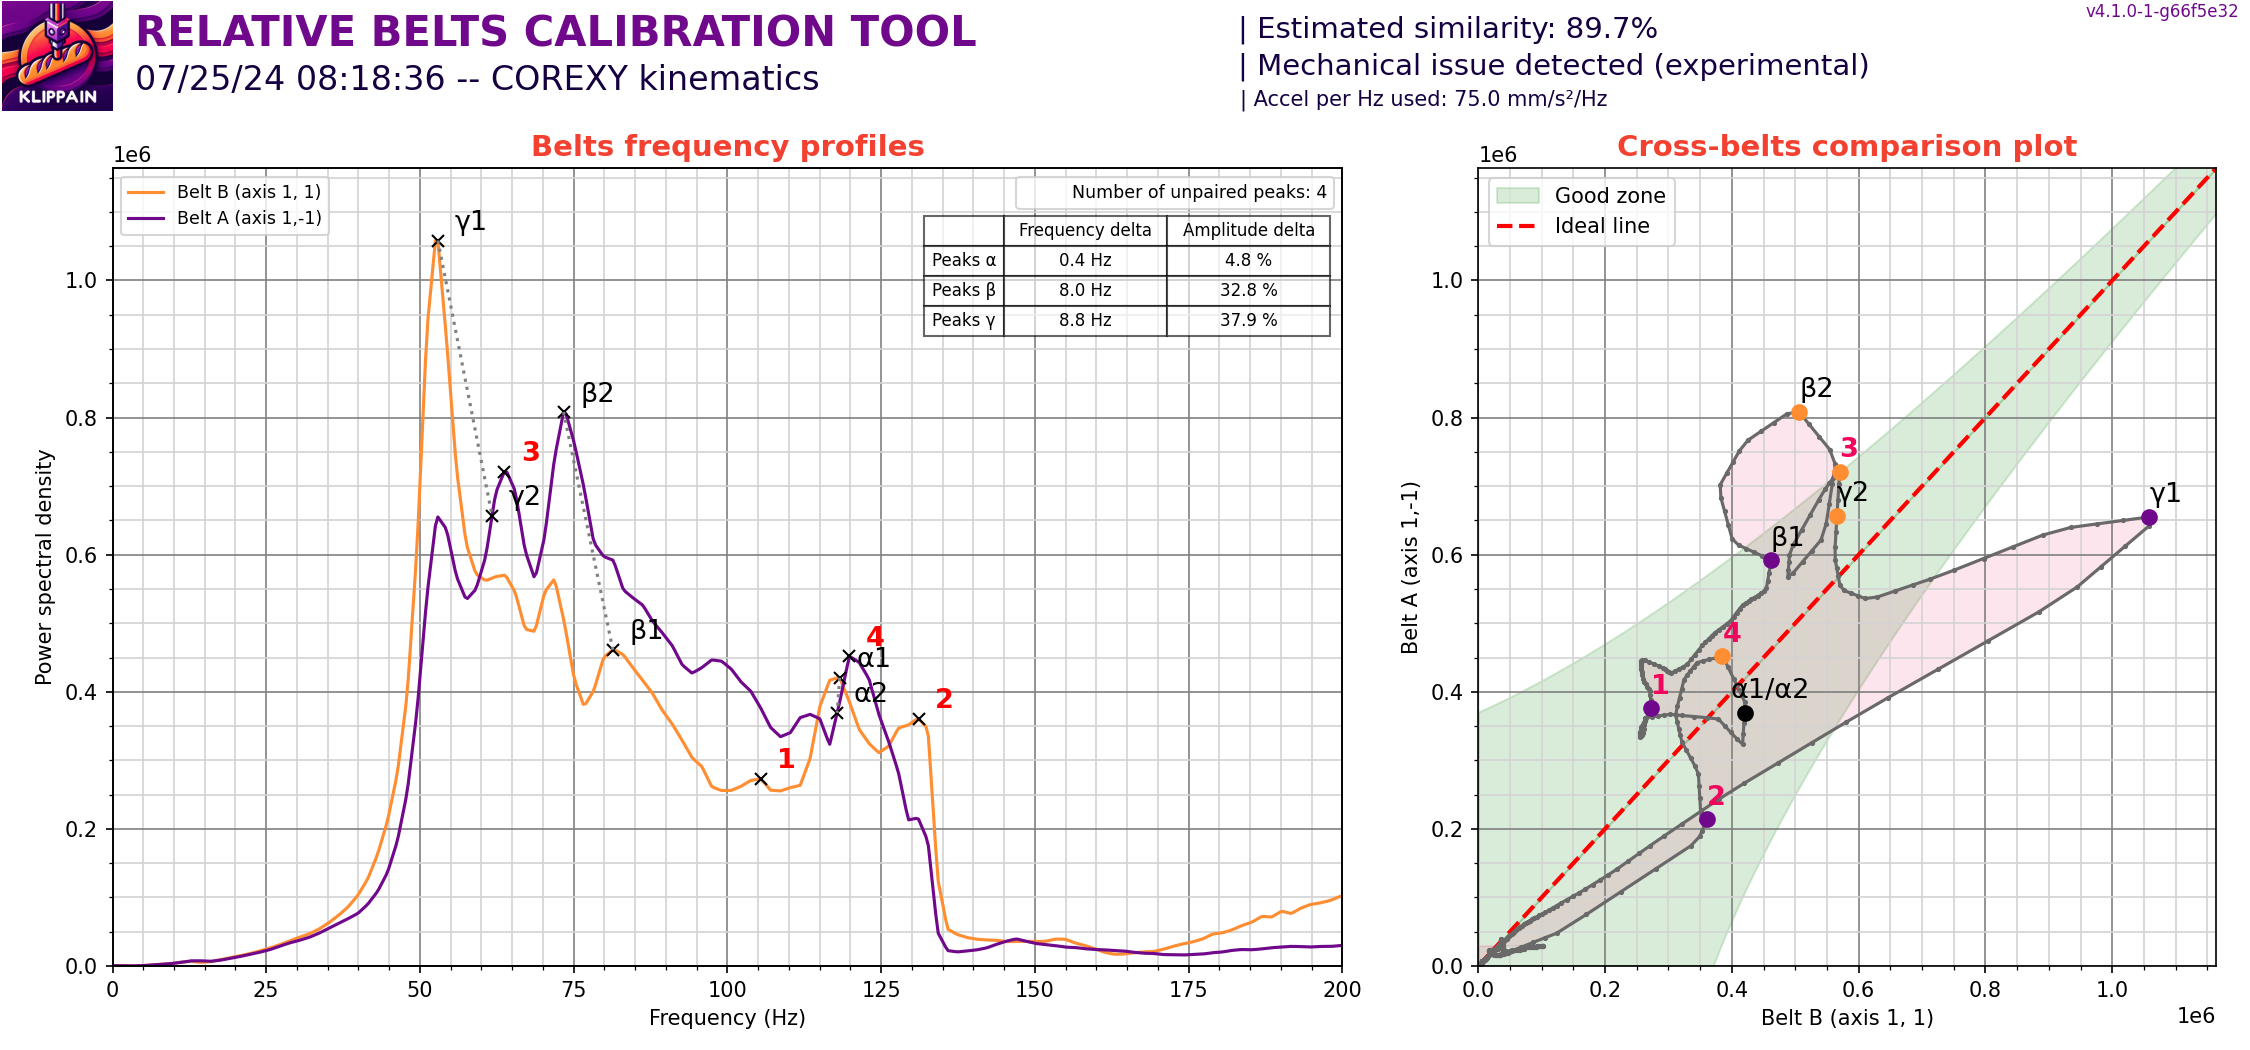 KLIPPAIN
RELATIVE BELTS CALIBRATION TOOL
07/25/24 08:18:36 -- COREXY kinematics
| Estimated similarity: 89.7%
| Mechanical issue detected (experimental)
| Accel per Hz used: 75.0 mm/s²/Hz
v4.1.0-1-g66f5e32
Belts frequency profiles
1e6
Belt B (axis 1, 1)
Belt A (axis 1,-1)
Number of unpaired peaks: 4
Frequency delta Amplitude delta
Peaks α 0.4 Hz 4.8 %
Peaks β 8.0 Hz 32.8 %
Peaks γ 8.8 Hz 37.9 %
γ1
β2
3
γ2
β1
4
α1
α2
2
1
Power spectral density
1.0
0.8
0.6
0.4
0.2
0.0
0 25 50 75 100 125 150 175 200
Frequency (Hz)
Cross-belts comparison plot
1e6
Good zone
Ideal line
β2
3
γ2
γ1
β1
4
1
α1/α2
2
Belt A (axis 1,-1)
1.0
0.8
0.6
0.4
0.2
0.0
0.0 0.2 0.4 0.6 0.8 1.0
Belt B (axis 1, 1)
1e6